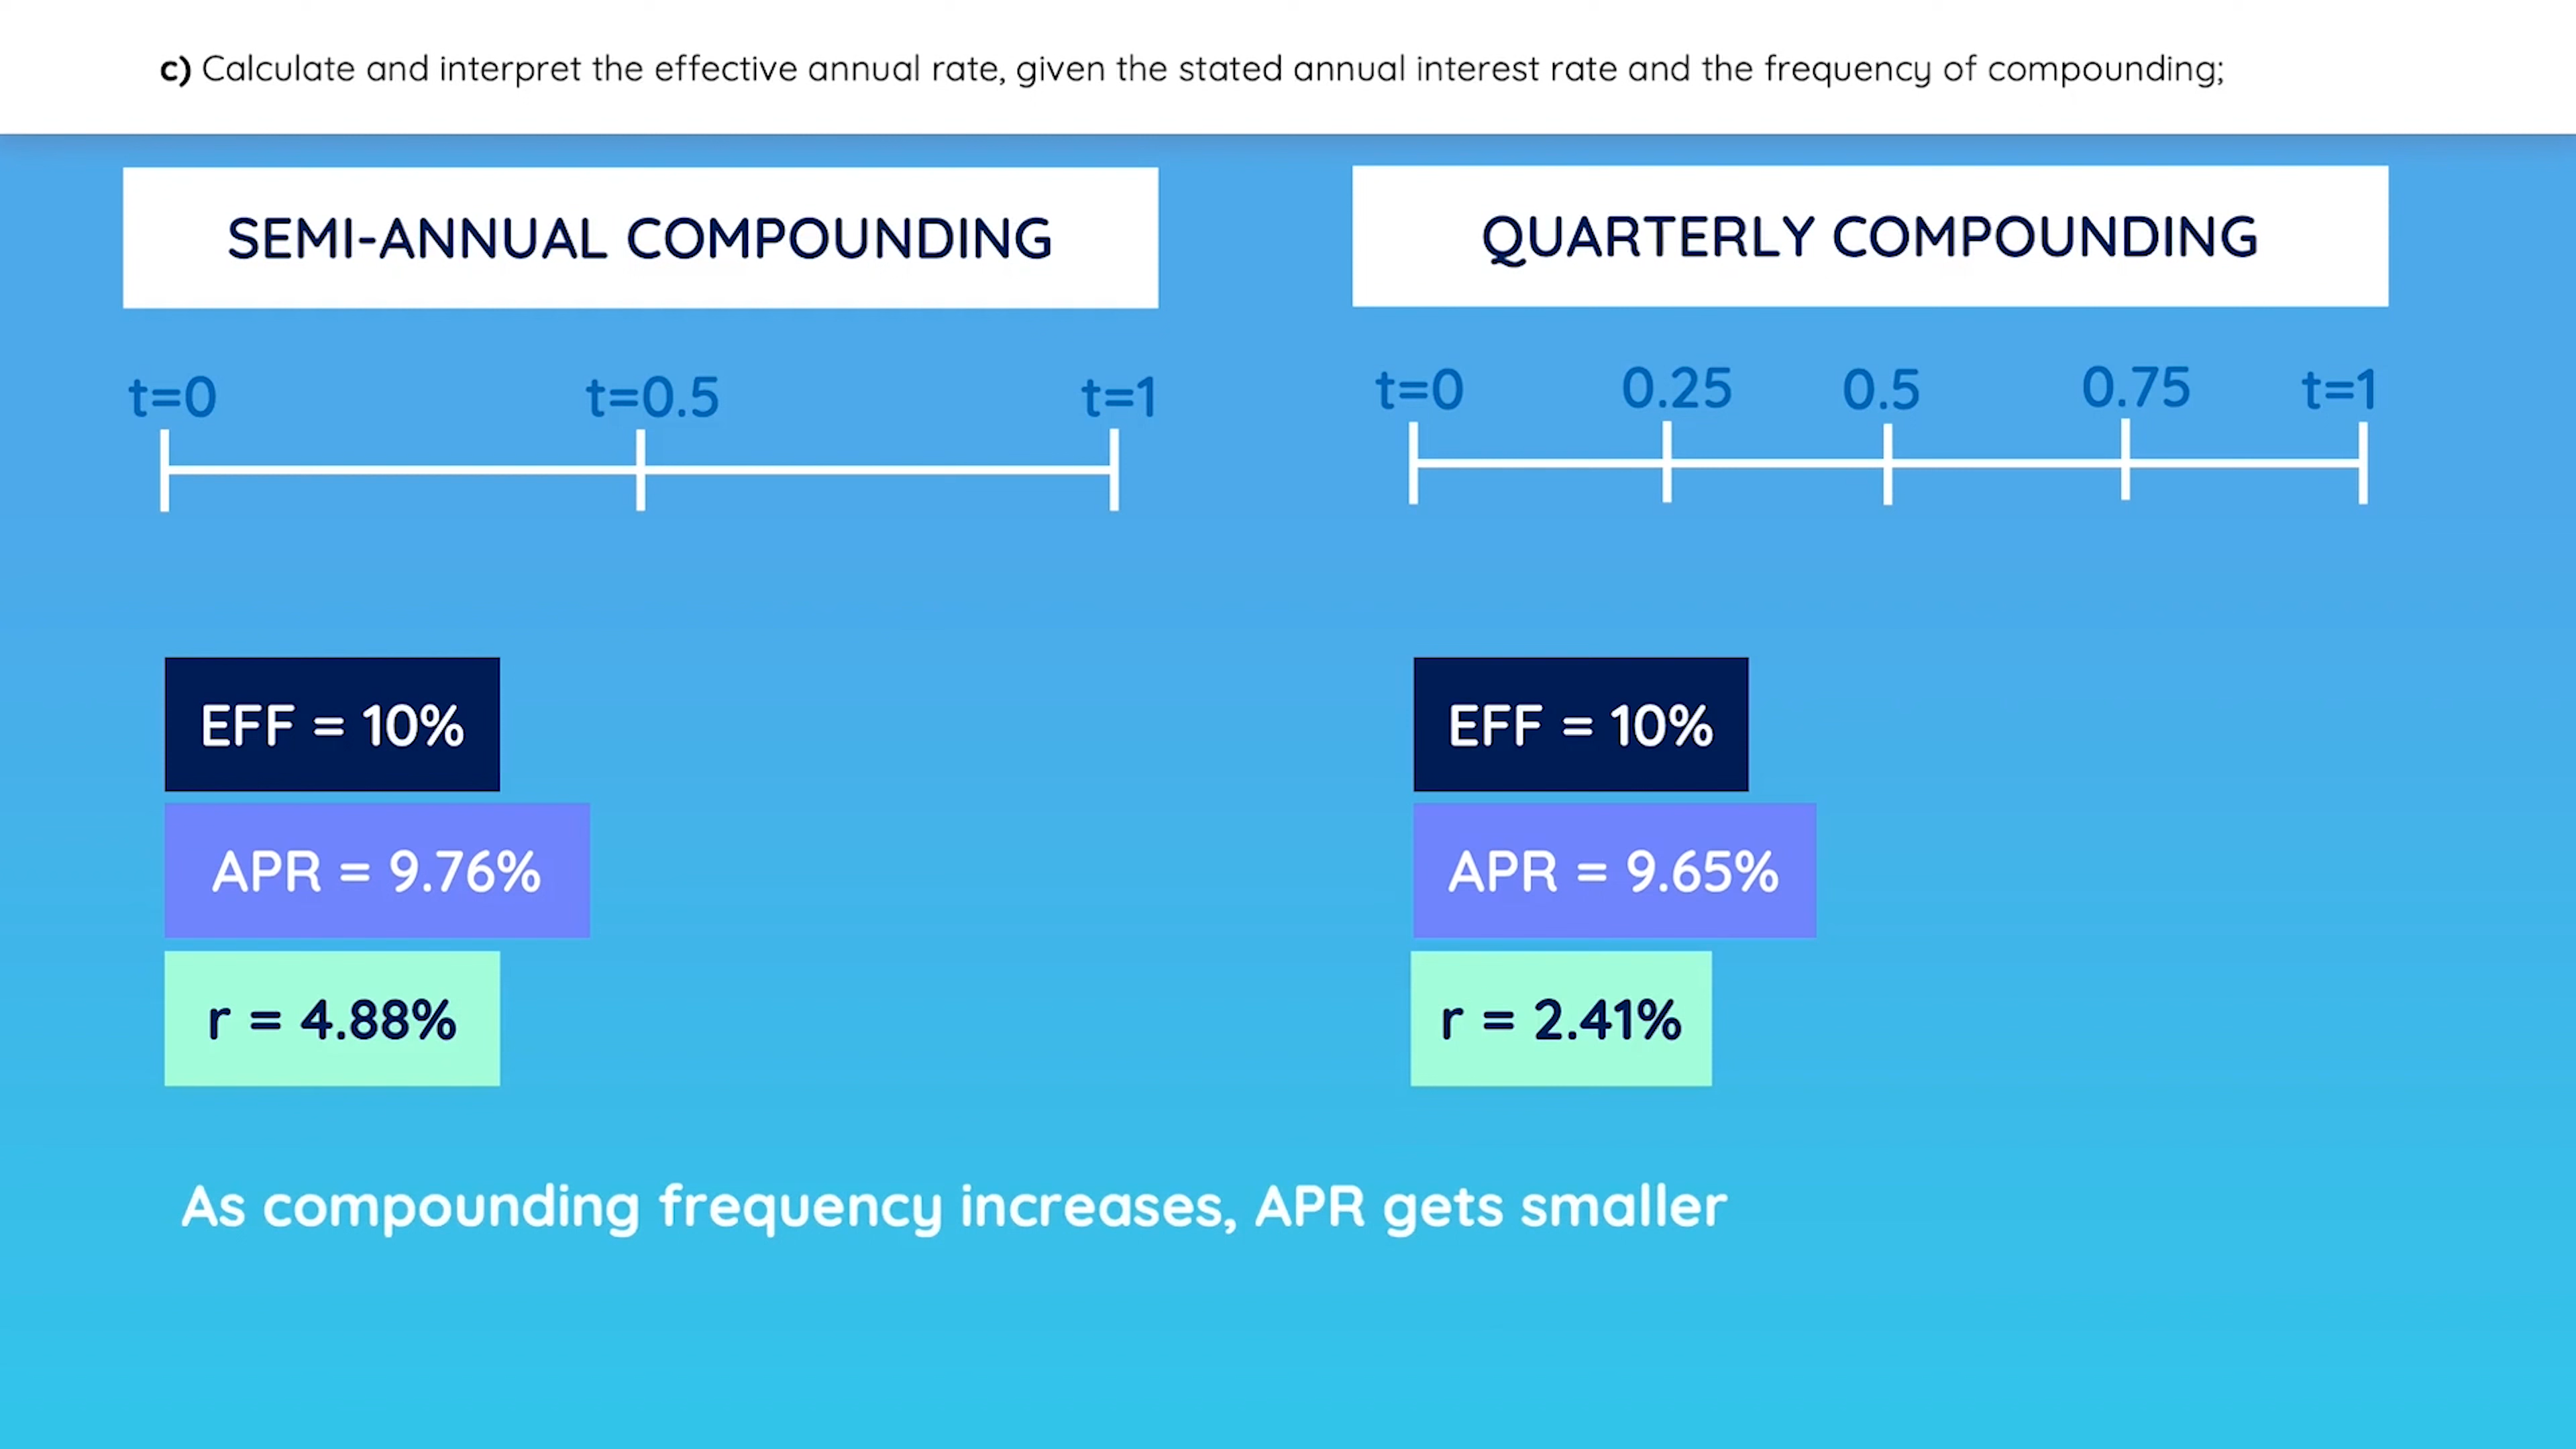 c) Calculate and interpret the effective annual rate, given the stated annual interest rate and the frequency of compounding;
SEMI-ANNUAL COMPOUNDING
t=0 t=0.5 t=1
EFF = 10%
APR = 9.76%
r = 4.88%
QUARTERLY COMPOUNDING
t=0 0.25 0.5 0.75 t=1
EFF = 10%
APR = 9.65%
r = 2.41%
As compounding frequency increases, APR gets smaller